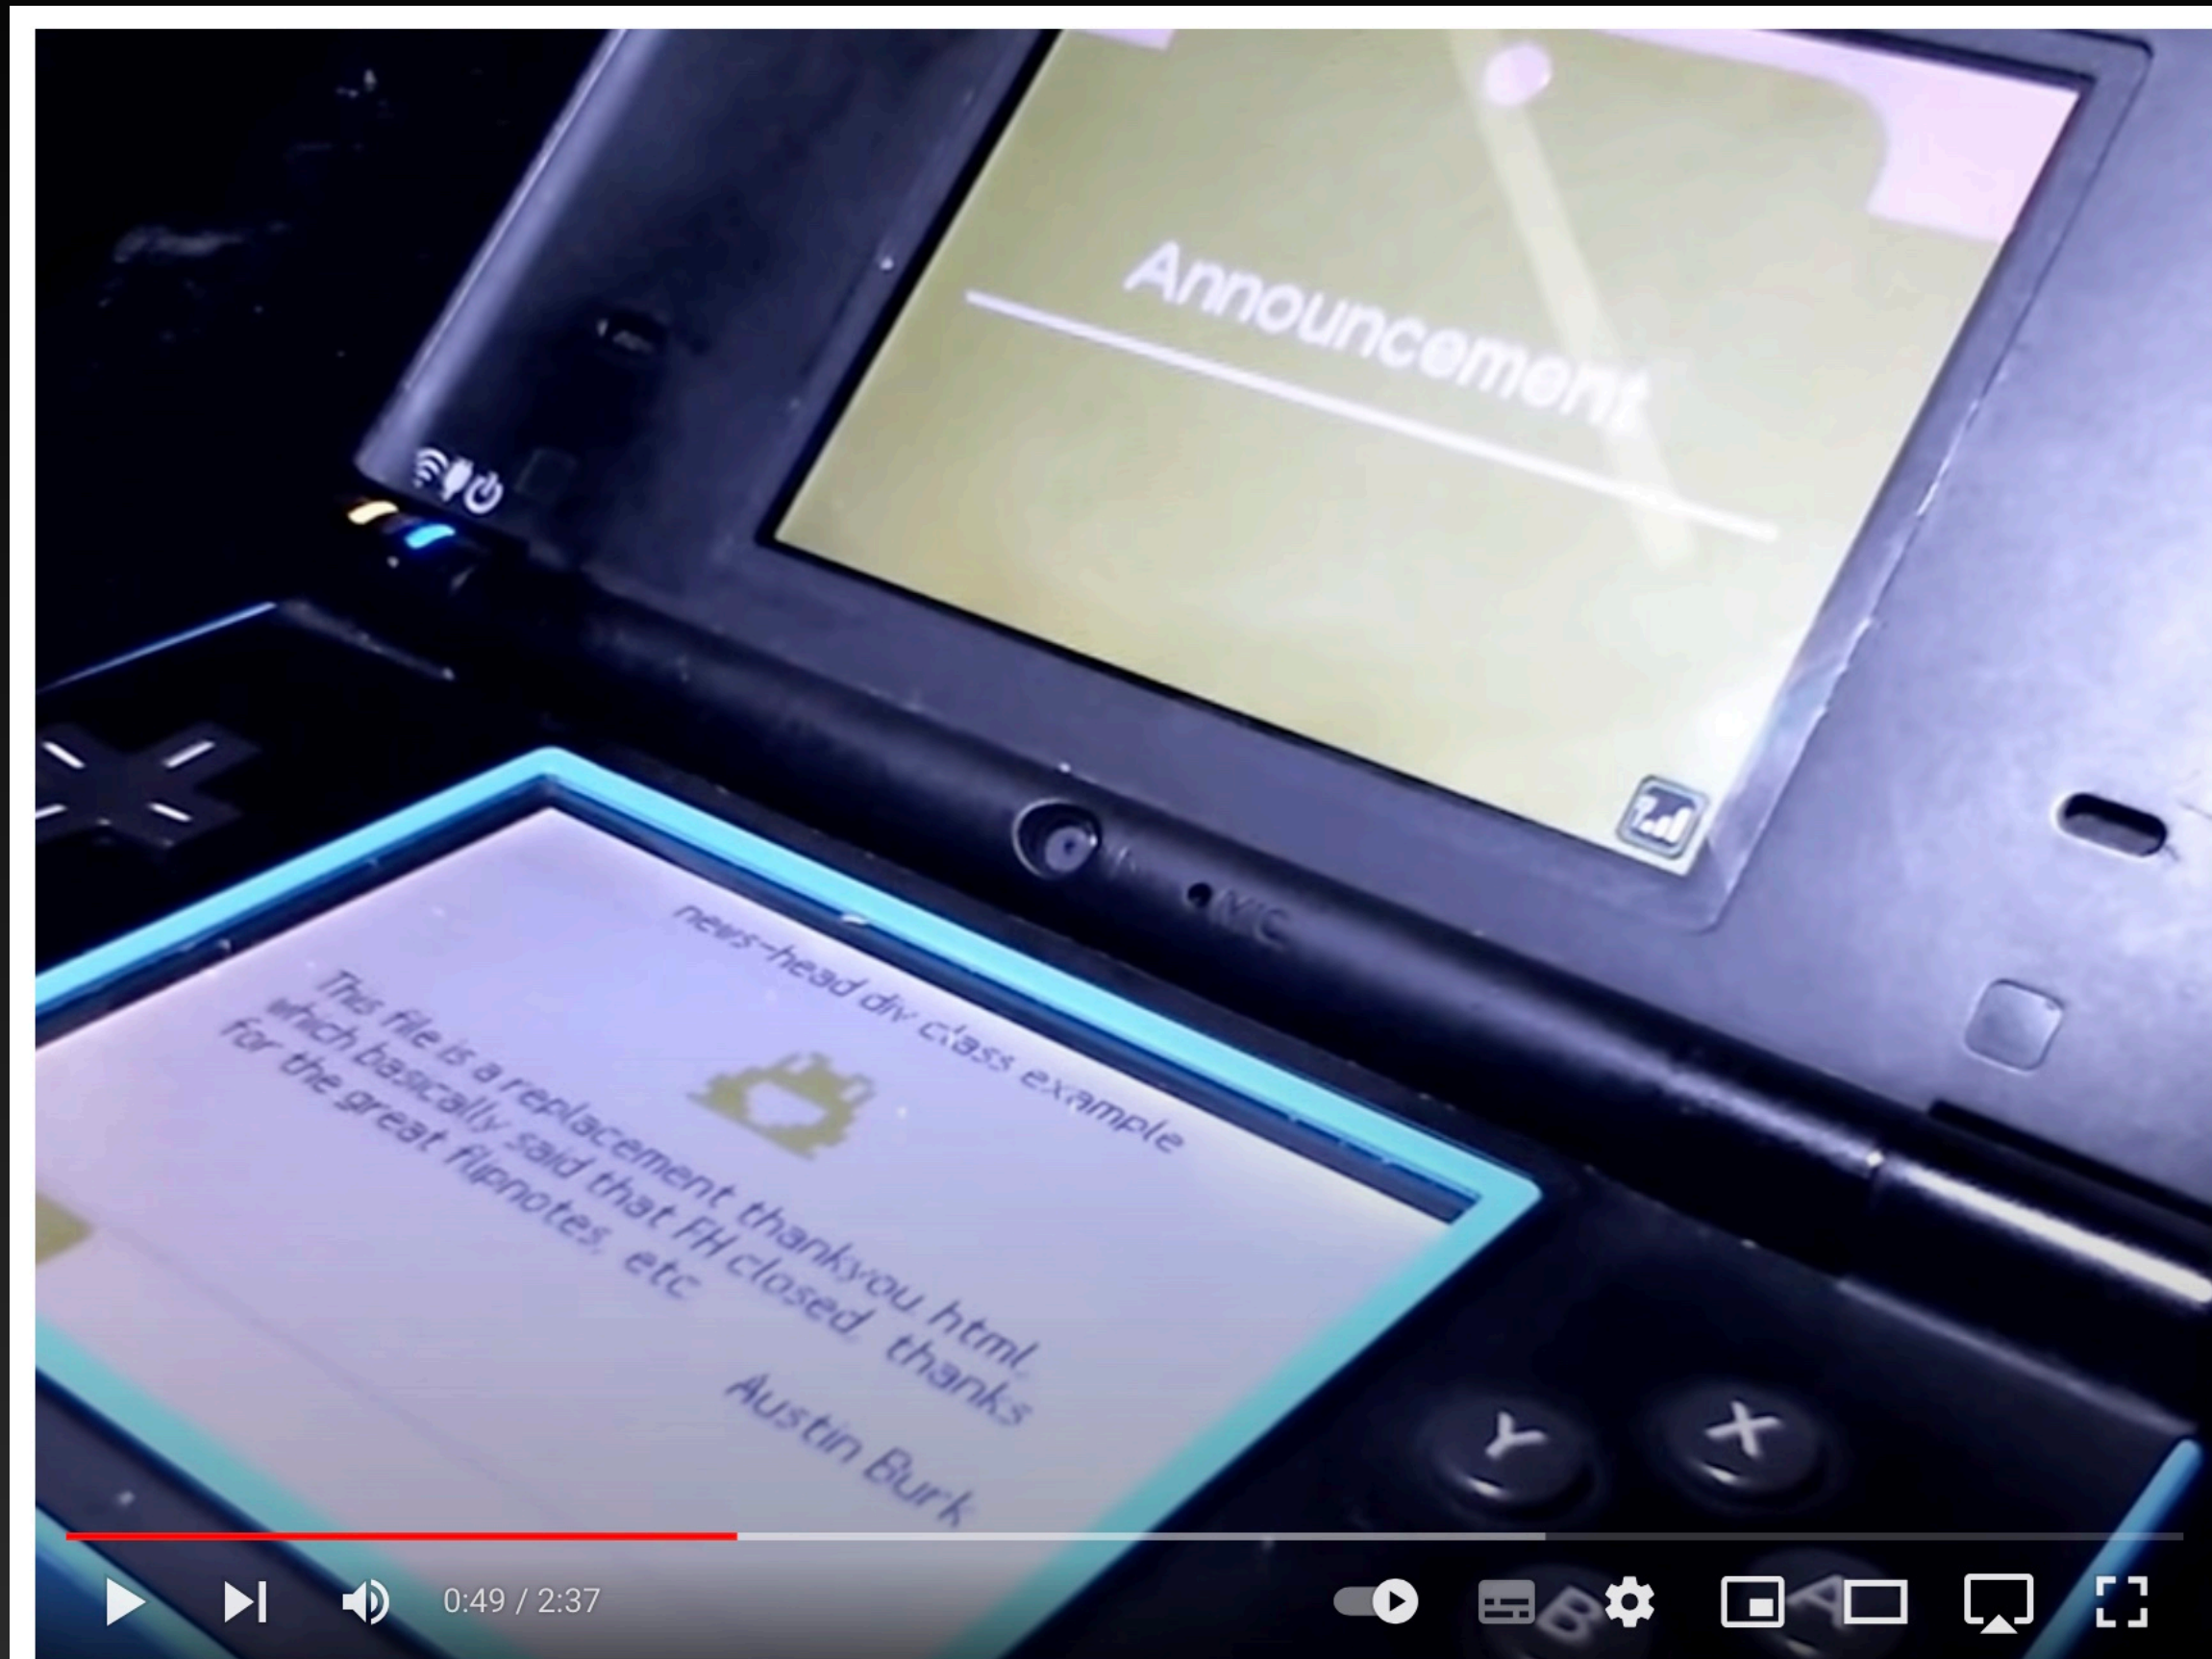 Announcement
MIC
news-head div class example
This file is a replacement thankyou.html,
which basically said that FH closed, thanks
for the great flipnotes, etc
Austin Burk
Y
X
B
A
0:49 / 2:37